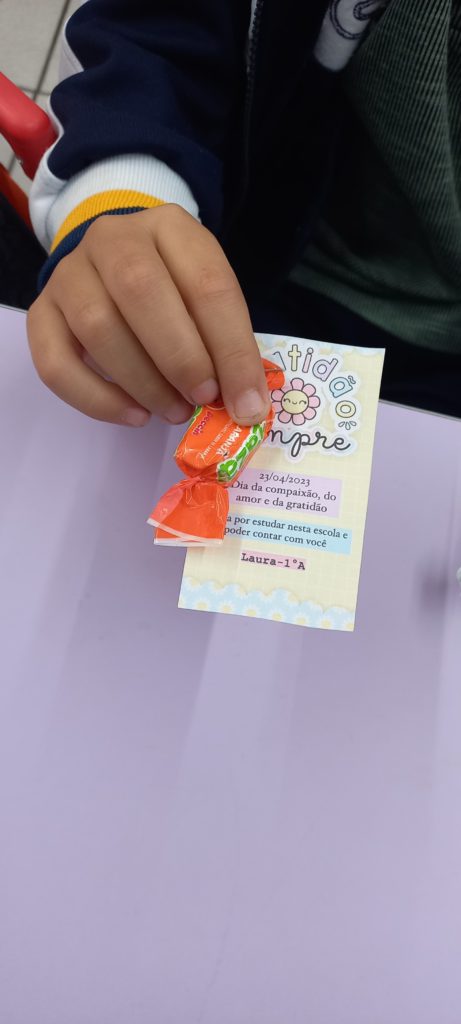 mpre
23/04/2023
Dia da compaixão, do
amor e da gratidão
a por estudar nesta escola e
poder contar com você
Laura-1°A